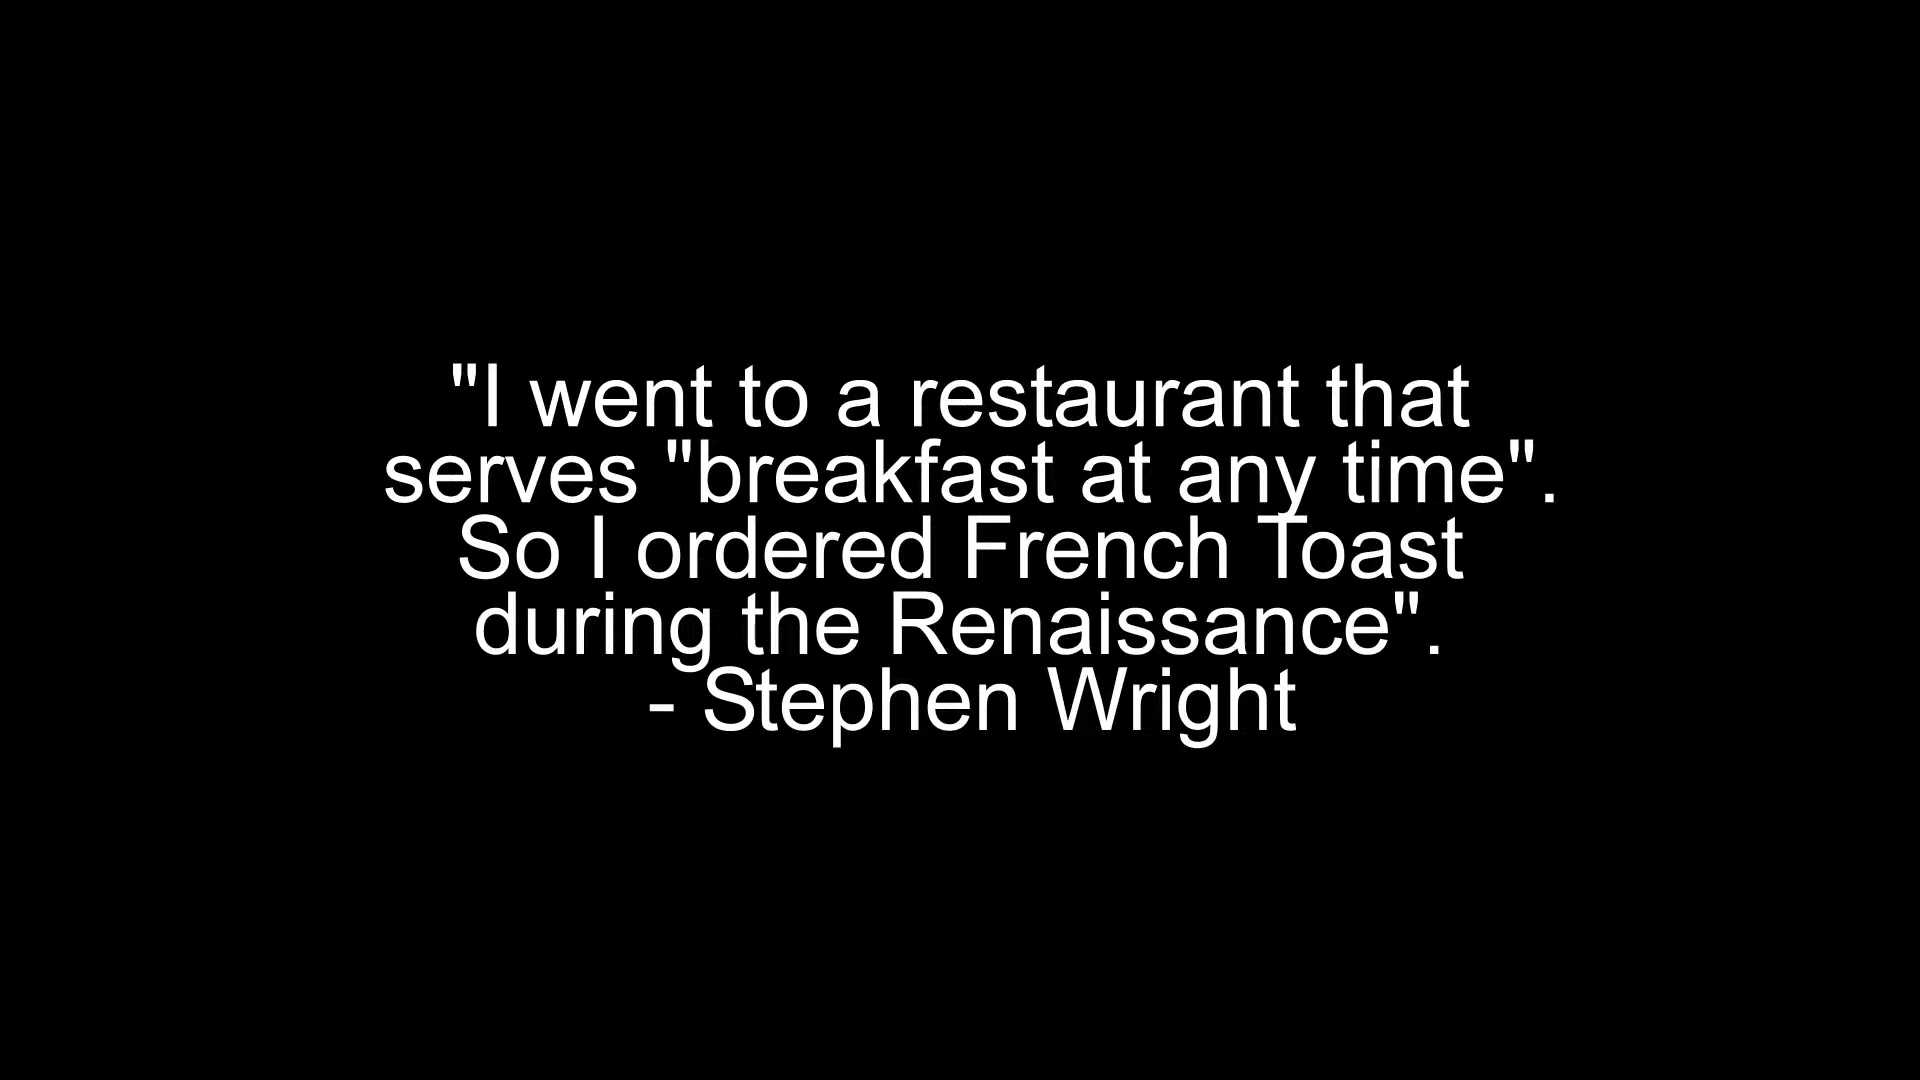 "I went to a restaurant that
serves "breakfast at any time".
So I ordered French Toast
during the Renaissance".
- Stephen Wright